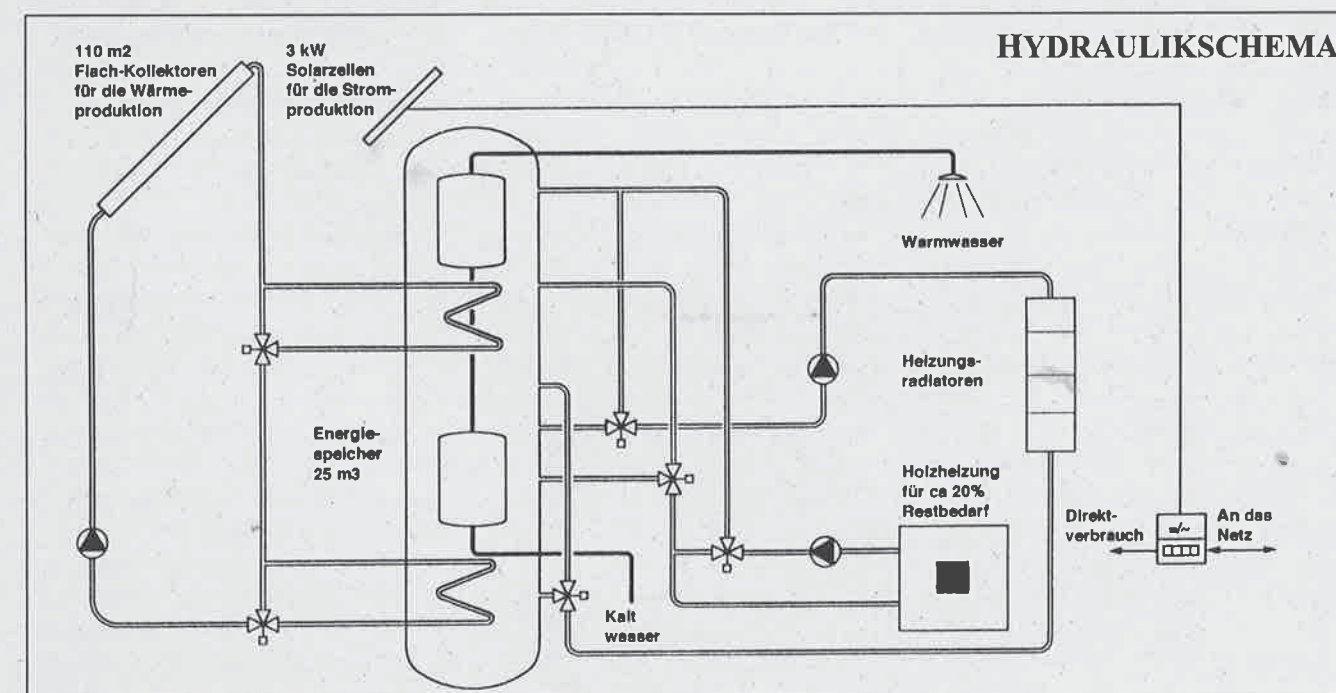 HYDRAULIKSCHEMA
110 m2
Flach-Kollektoren
für die Wärme-
produktion
3 kW
Solarzellen
für die Strom-
produktion
Warmwasser
Heizungs-
radiatoren
Energie-
speicher
25 m3
Holzheizung
für ca 20%
Restbedarf
Direkt-
verbrauch
=/~
An das
Netz
Kalt
wasser